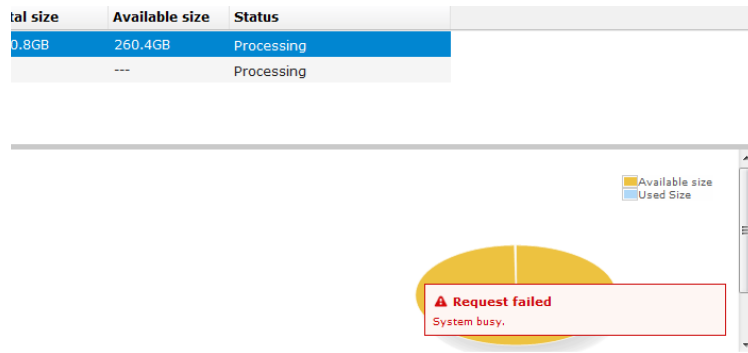 tal size Available size Status
0.8GB 260.4GB Processing
--- Processing
Available size
Used Size
Request failed
System busy.